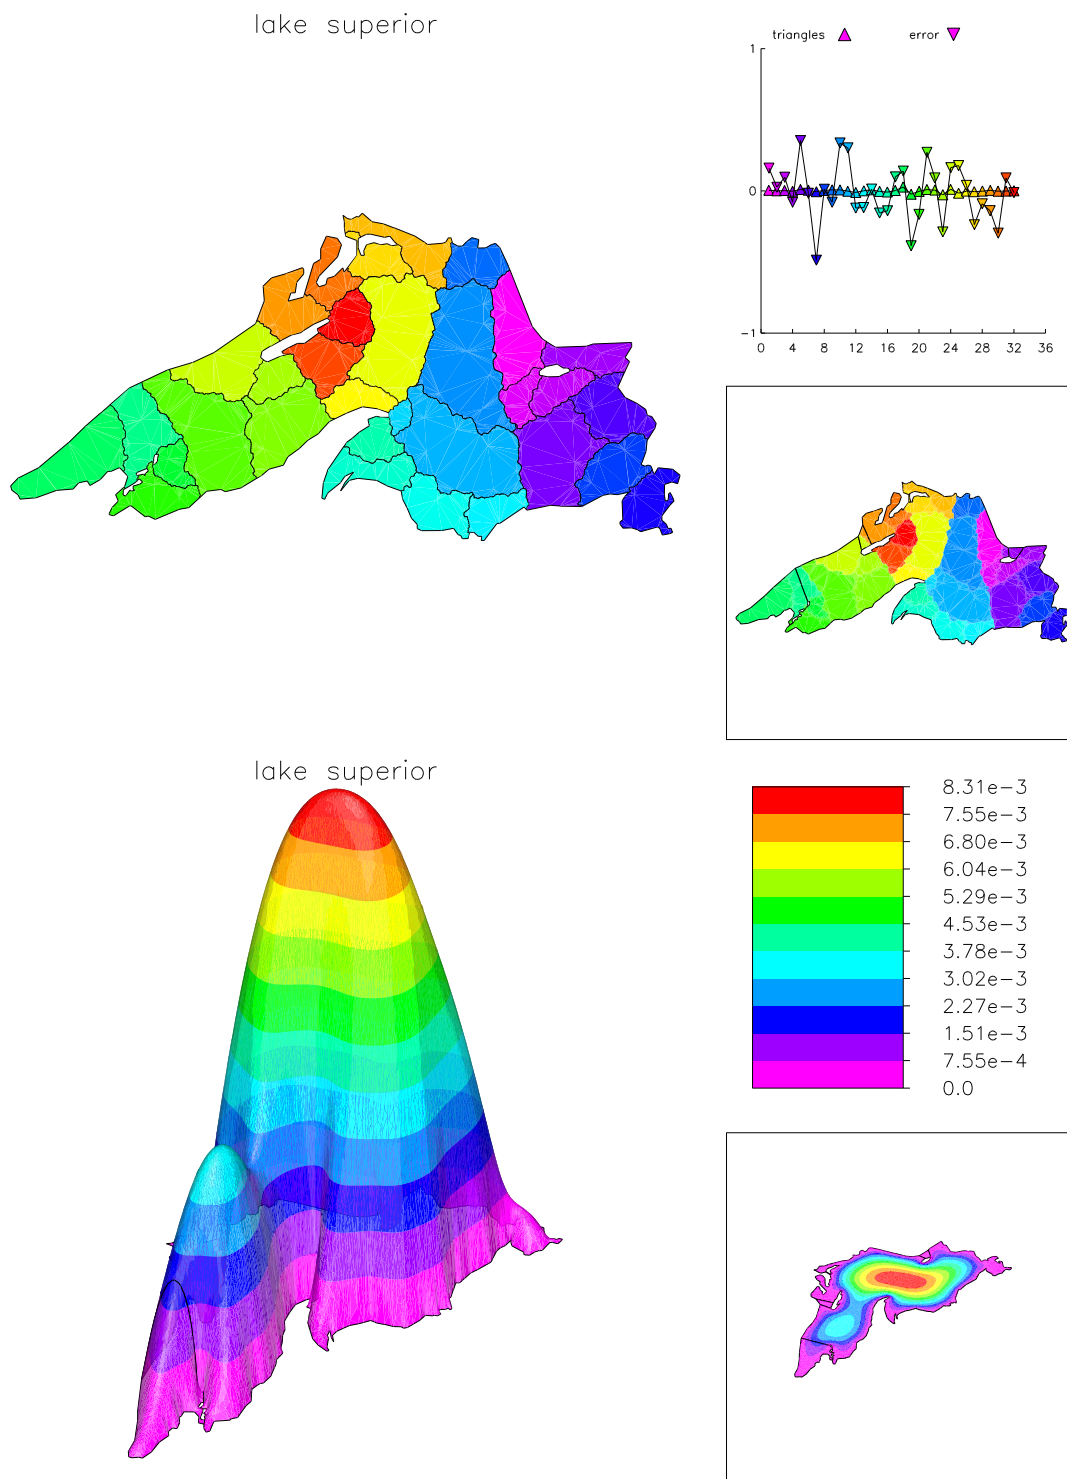 lake superior
triangles error
1
0
−1
0 4 8 12 16 20 24 28 32 36
lake superior
8.31e−3
7.55e−3
6.80e−3
6.04e−3
5.29e−3
4.53e−3
3.78e−3
3.02e−3
2.27e−3
1.51e−3
7.55e−4
0.0